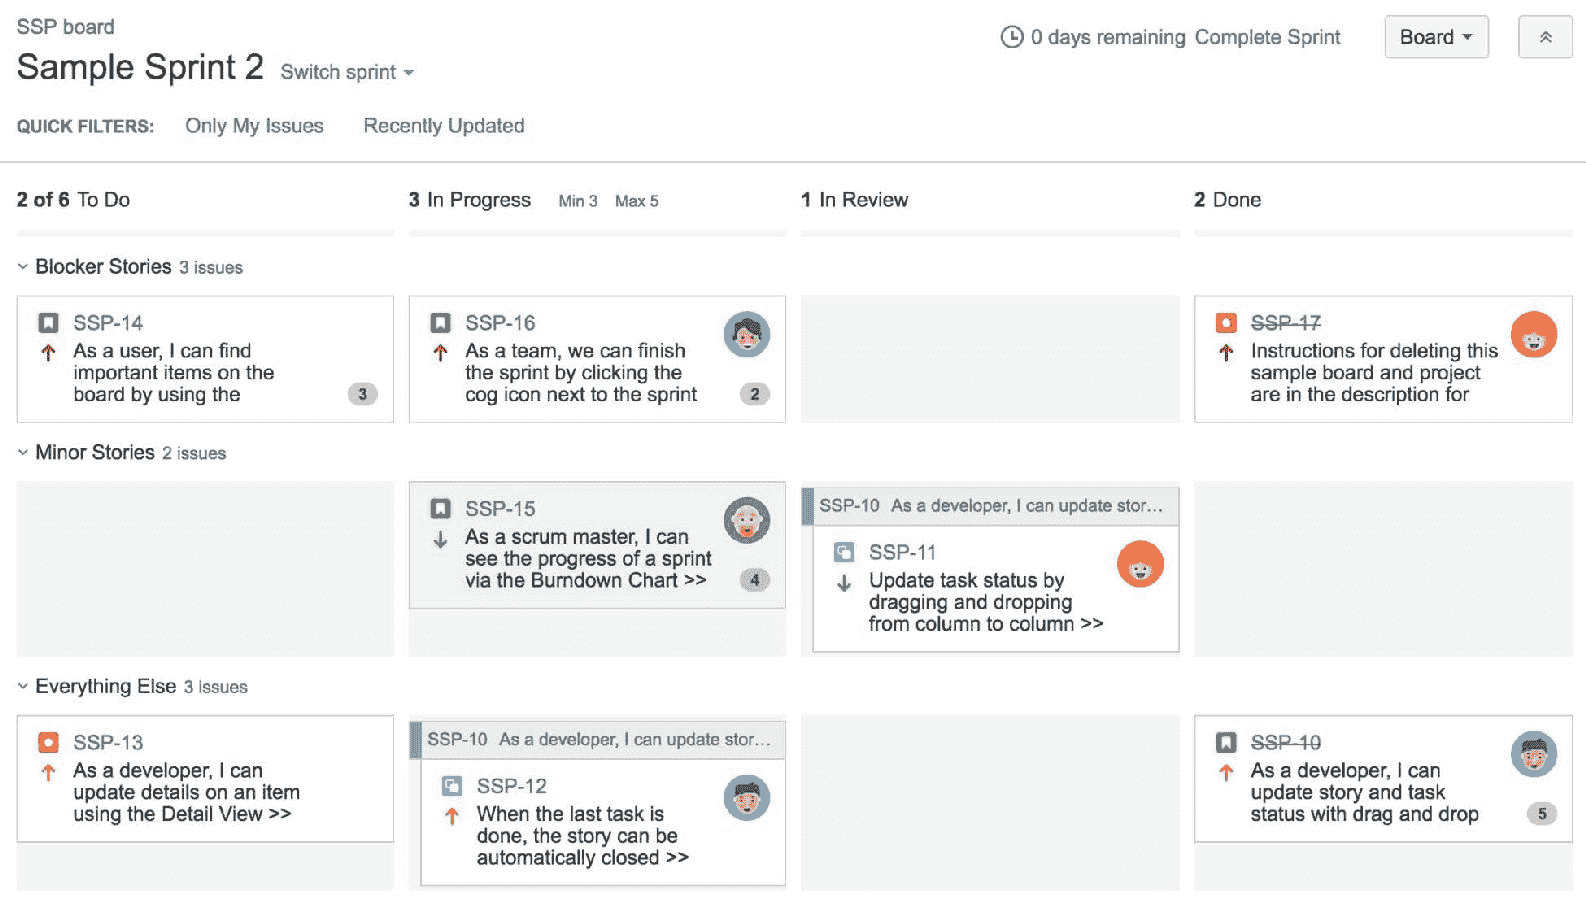 SSP board
Sample Sprint 2 Switch sprint
0 days remaining Complete Sprint Board
QUICK FILTERS: Only My Issues Recently Updated
2 of 6 To Do
3 In Progress Min 3 Max 5
1 In Review
2 Done
Blocker Stories 3 issues
SSP-14
As a user, I can find
important items on the
board by using the
3
SSP-16
As a team, we can finish
the sprint by clicking the
cog icon next to the sprint
2
SSP-17
Instructions for deleting this
sample board and project
are in the description for
Minor Stories 2 issues
SSP-15
As a scrum master, I can
see the progress of a sprint
via the Burndown Chart >>
4
SSP-10 As a developer, I can update stor...
SSP-11
Update task status by
dragging and dropping
from column to column >>
Everything Else 3 issues
SSP-13
As a developer, I can
update details on an item
using the Detail View >>
SSP-10 As a developer, I can update stor...
SSP-12
When the last task is
done, the story can be
automatically closed >>
SSP-10
As a developer, I can
update story and task
status with drag and drop
5